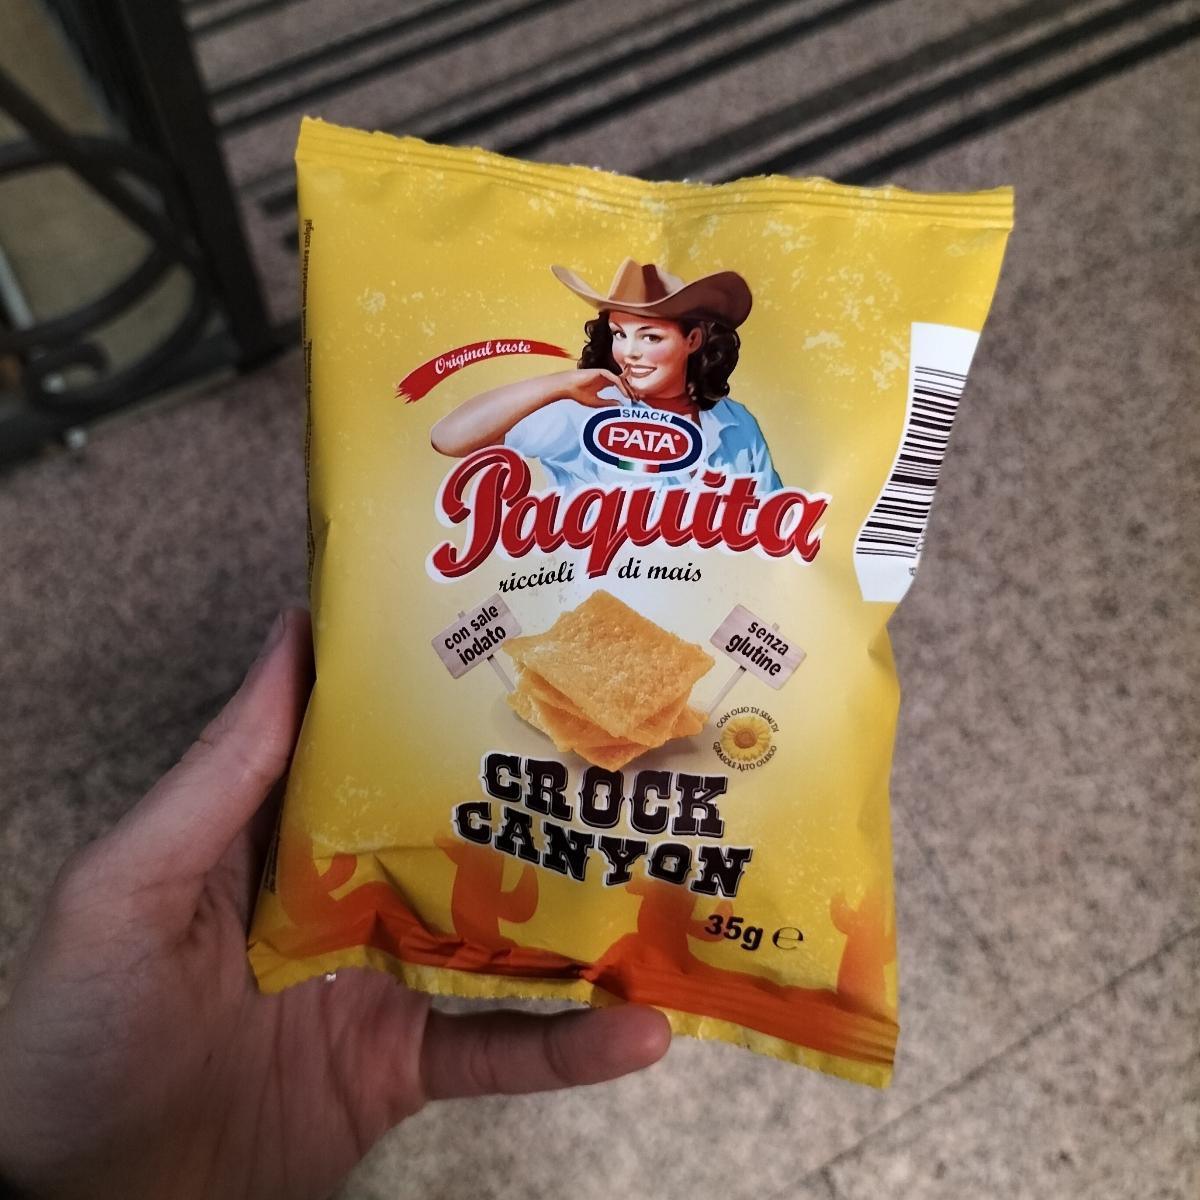 Original taste
SNACK
PATA®
Paquita
riccioli di mais
con sale
iodato
senza
glutine
CON OLIO DI SEMI DI
GIRASOLE ALTO OLEICO
CROCK
CANYON
35g ℮